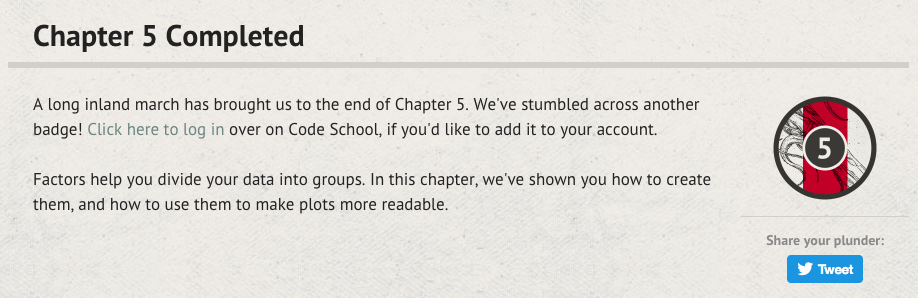 Chapter 5 Completed
A long inland march has brought us to the end of Chapter 5. We've stumbled across another
badge! Click here to log in over on Code School, if you'd like to add it to your account.
Factors help you divide your data into groups. In this chapter, we've shown you how to create
them, and how to use them to make plots more readable.
5
Share your plunder:
Tweet